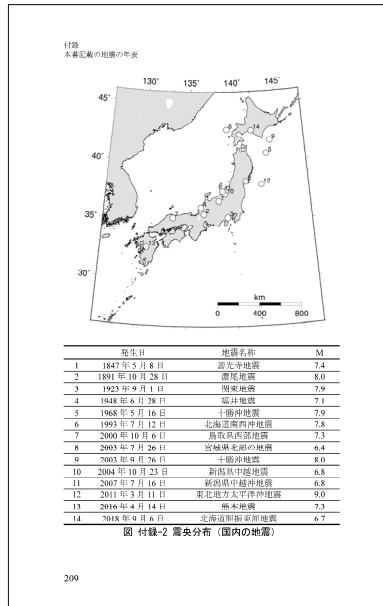 付録
本書記載の地震の年表
130° 135° 140° 145°
45°
40°
35°
30°
6
14
9
5
12
7
13
km
0 400 800
発生日 地震名称 M
1 1847 年 5 月 8 日 善光寺地震 7.4
2 1891 年 10 月 28 日 濃尾地震 8.0
3 1923 年 9 月 1 日 関東地震 7.9
4 1948 年 6 月 28 日 福井地震 7.1
5 1968 年 5 月 16 日 十勝沖地震 7.9
6 1993 年 7 月 12 日 北海道南西沖地震 7.8
7 2000 年 10 月 6 日 鳥取県西部地震 7.3
8 2003 年 7 月 26 日 宮城県北部の地震 6.4
9 2003 年 9 月 日 十勝沖地震 8.0
10 2004 年 10 月 23 日 新潟県中越地震 6.8
11 2007 年 7 月 16 日 新潟県中越沖地震 6.8
12 2011 年 3 月 11 日 東北地方太平洋沖地震 9.0
13 2016 年 4 月 14 日 熊本地震 7.3
14 2018 年 9 月 6 日 北海道胆振東部地震 6.7
図 付録-2 震央分布（国内の地震）
209